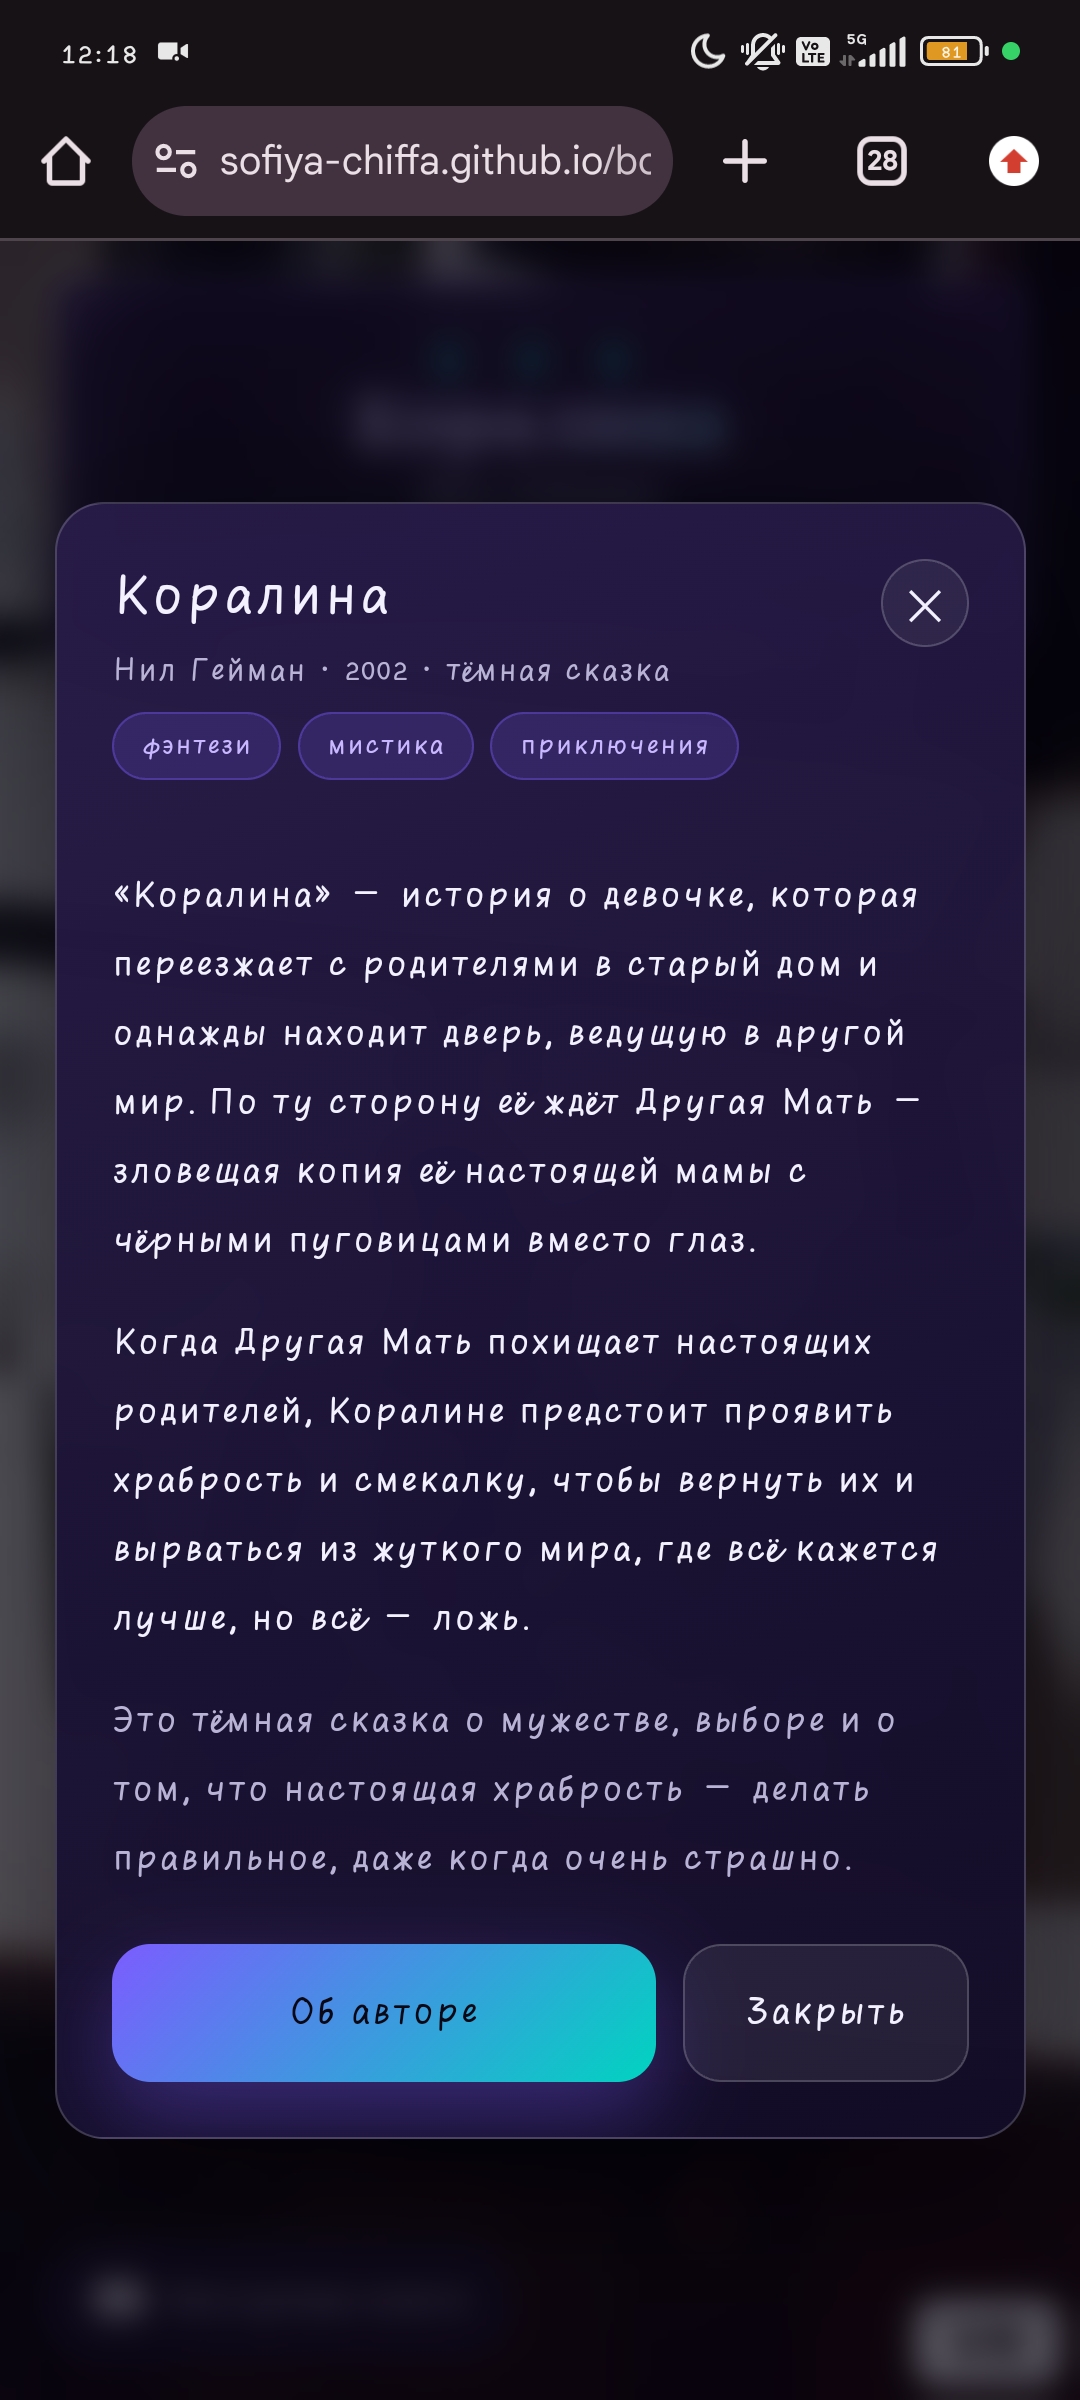 12:18
Vo LTE
5G
81
sofiya-chiffa.github.io/bo
28
Коралина
Нил Гейман · 2002 · тёмная сказка
фэнтези
мистика
приключения
«Коралина» – история о девочке, которая
переезжает с родителями в старый дом и
однажды находит дверь, ведущую в другой
мир. По ту сторону её ждёт Другая Мать –
зловещая копия её настоящей мамы с
чёрными пуговицами вместо глаз.
Когда Другая Мать похищает настоящих
родителей, Коралине предстоит проявить
храбрость и смекалку, чтобы вернуть их и
вырваться из жуткого мира, где всё кажется
лучше, но всё – ложь.
Это тёмная сказка о мужестве, выборе и о
том, что настоящая храбрость – делать
правильное, даже когда очень страшно.
Об авторе
Закрыть